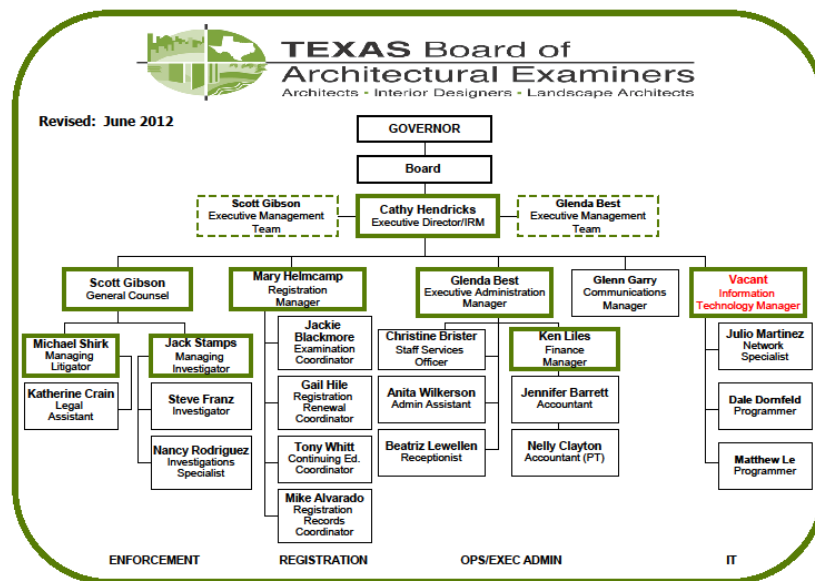 TEXAS Board of
Architectural Examiners
Architects - Interior Designers - Landscape Architects
Revised: June 2012
GOVERNOR
Board
Scott Gibson
Executive Management
Team
Cathy Hendricks
Executive Director/IRM
Glenda Best
Executive Management
Team
Scott Gibson
General Counsel
Mary Helmcamp
Registration
Manager
Glenda Best
Executive Administration
Manager
Glenn Garry
Communications
Manager
Vacant
Information
Technology Manager
Michael Shirk
Managing
Litigator
Katherine Crain
Legal
Assistant
Jack Stamps
Managing
Investigator
Steve Franz
Investigator
Nancy Rodriguez
Investigations
Specialist
Jackie
Blackmore
Examination
Coordinator
Gail Hile
Registration
Renewal
Coordinator
Tony Whitt
Continuing Ed.
Coordinator
Mike Alvarado
Registration
Records
Coordinator
Christine Brister
Staff Services
Officer
Anita Wilkerson
Admin Assistant
Beatriz Lewellen
Receptionist
Ken Liles
Finance
Manager
Jennifer Barrett
Accountant
Nelly Clayton
Accountant (PT)
Julio Martinez
Network
Specialist
Dale Dornfeld
Programmer
Matthew Le
Programmer
ENFORCEMENT
REGISTRATION
OPS/EXEC ADMIN
IT